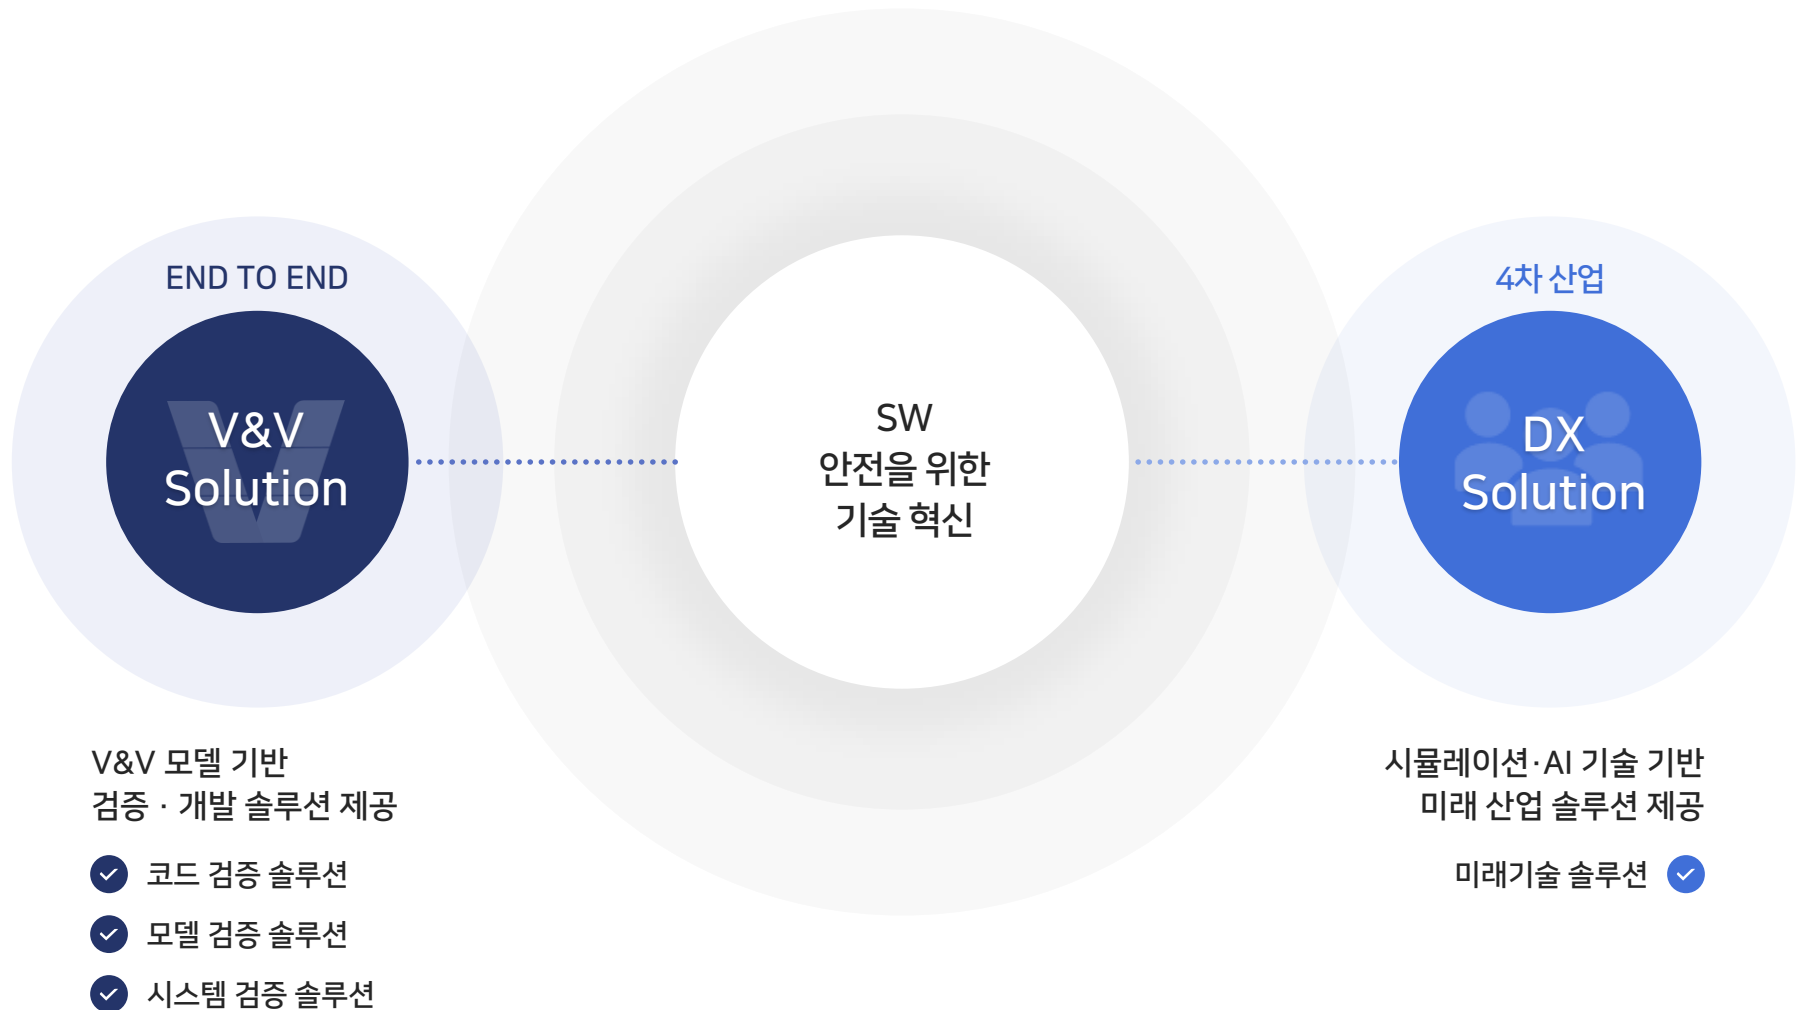 END TO END
V&V
Solution
SW
안전을 위한
기술 혁신
4차 산업
DX
Solution
V&V 모델 기반
검증 · 개발 솔루션 제공
코드 검증 솔루션
모델 검증 솔루션
시스템 검증 솔루션
시뮬레이션·AI 기술 기반
미래 산업 솔루션 제공
미래기술 솔루션